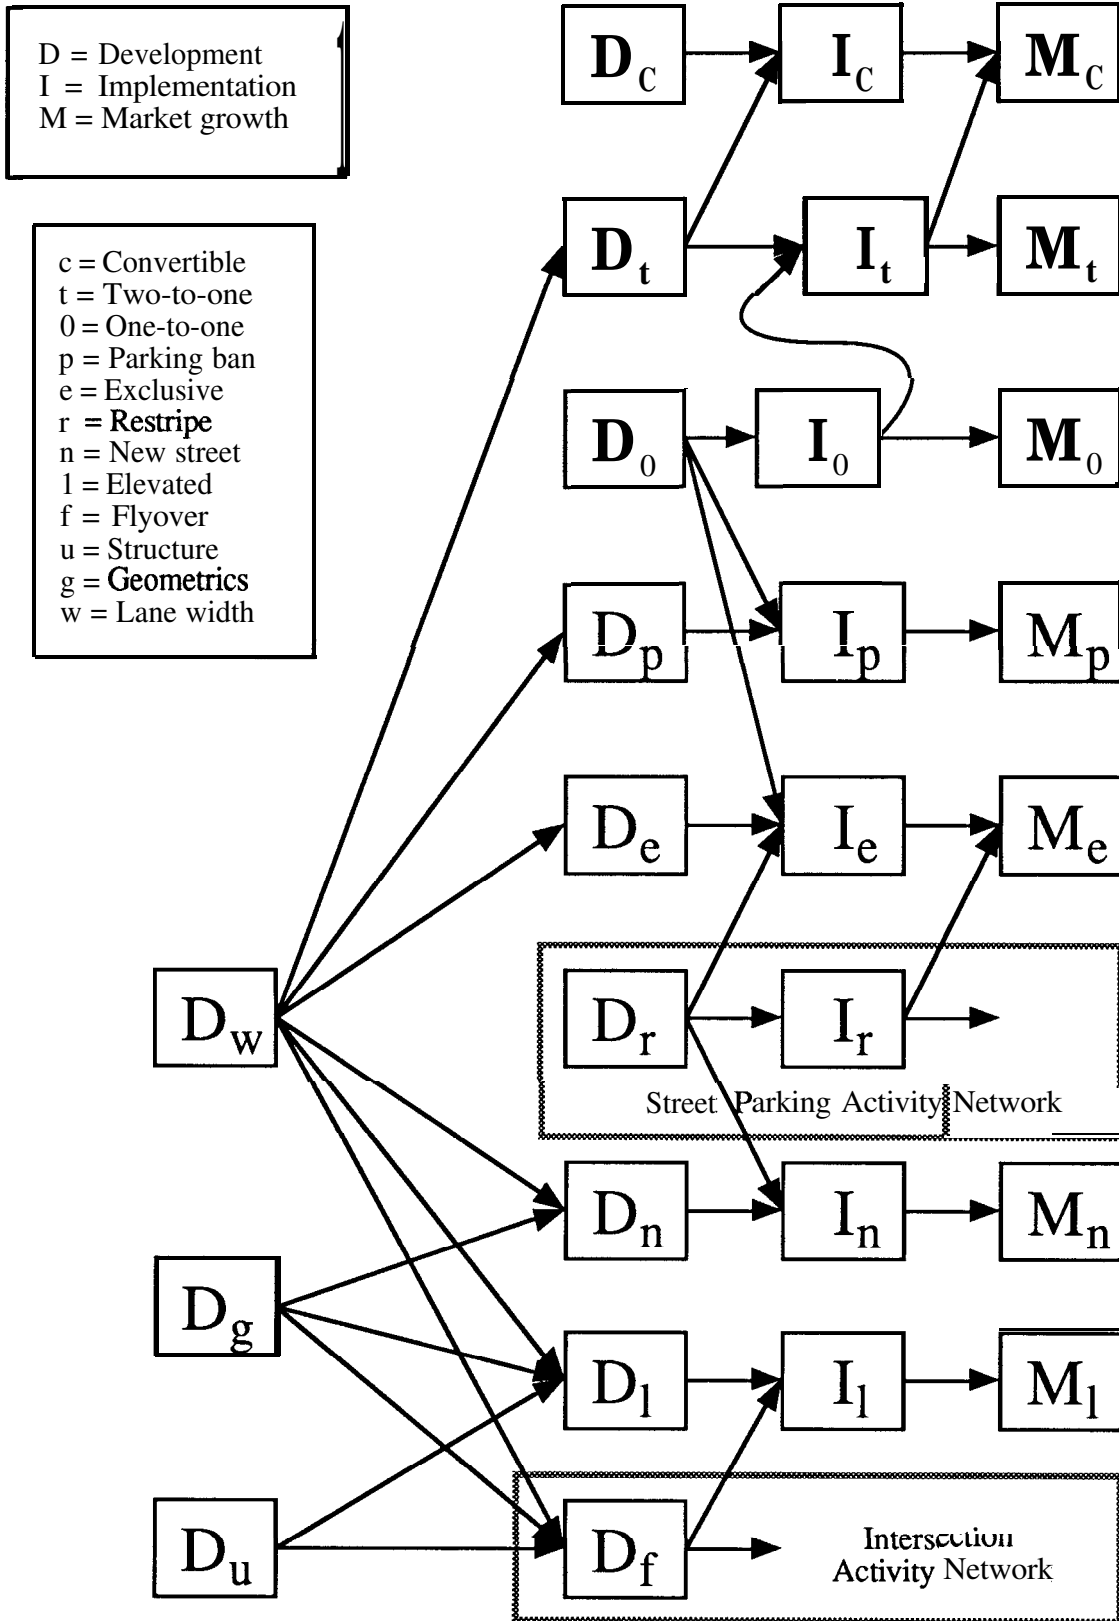 D = Development
I = Implementation
M = Market growth
c = Convertible
t = Two-to-one
0 = One-to-one
p = Parking ban
e = Exclusive
r = Restripe
n = New street
l = Elevated
f = Flyover
u = Structure
g = Geometrics
w = Lane width
Dc Ic Mc
Dt It Mt
D0 I0 M0
Dp Ip Mp
De Ie Me
Dw
Dr Ir
Street Parking Activity Network
Dn In Mn
Dg
Dl Il Ml
Du
Df
Intersection
Activity Network